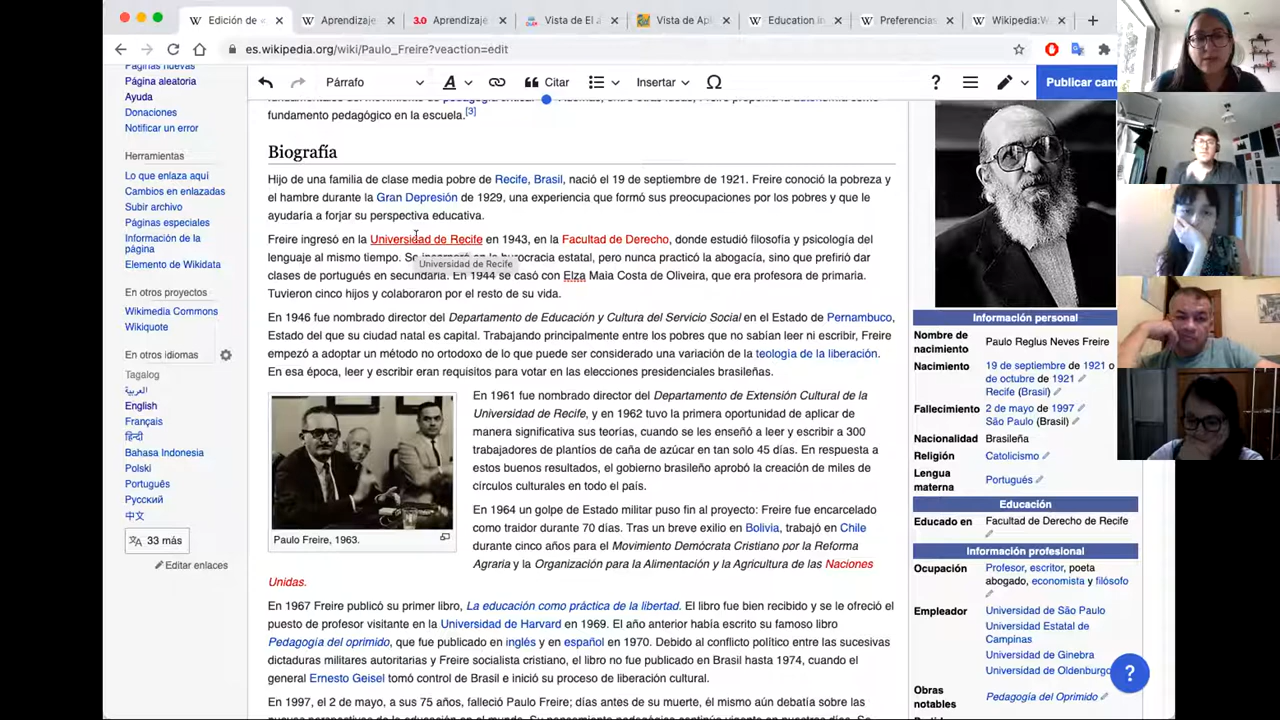 Edición de «
Aprendizaje
3.0 Aprendizaje
Vista de El a
Vista de Ap
Education in
Preferencias
Wikipedia:W
es.wikipedia.org/wiki/Paulo_Freire?veaction=edit
Párrafo
A
Citar
Insertar
Ω
?
Publicar cam
Páginas nuevas
Página aleatoria
Ayuda
Donaciones
Notificar un error
Herramientas
Lo que enlaza aquí
Cambios en enlazadas
Subir archivo
Páginas especiales
Información de la
página
Elemento de Wikidata
En otros proyectos
Wikimedia Commons
Wikiquote
En otros idiomas
Tagalog
العربية
English
Français
हिन्दी
Bahasa Indonesia
Polski
Português
Русский
中文
33 más
Editar enlaces
fundamento pedagógico en la escuela.[3]
Biografía
Hijo de una familia de clase media pobre de Recife, Brasil, nació el 19 de septiembre de 1921. Freire conoció la pobreza y
el hambre durante la Gran Depresión de 1929, una experiencia que formó sus preocupaciones por los pobres y que le
ayudaría a forjar su perspectiva educativa.
Freire ingresó en la Universidad de Recife en 1943, en la Facultad de Derecho, donde estudió filosofía y psicología del
lenguaje al mismo tiempo. Se burocracia estatal, pero nunca practicó la abogacía, sino que prefirió dar
Universidad de Recife
clases de portugués en secundaria. En 1944 se casó con Elza Maia Costa de Oliveira, que era profesora de primaria.
Tuvieron cinco hijos y colaboraron por el resto de su vida.
En 1946 fue nombrado director del Departamento de Educación y Cultura del Servicio Social en el Estado de Pernambuco,
Estado del que su ciudad natal es capital. Trabajando principalmente entre los pobres que no sabían leer ni escribir, Freire
empezó a adoptar un método no ortodoxo de lo que puede ser considerado una variación de la teología de la liberación.
En esa época, leer y escribir eran requisitos para votar en las elecciones presidenciales brasileñas.
En 1961 fue nombrado director del Departamento de Extensión Cultural de la
Universidad de Recife, y en 1962 tuvo la primera oportunidad de aplicar de
manera significativa sus teorías, cuando se les enseñó a leer y escribir a 300
trabajadores de plantíos de caña de azúcar en tan solo 45 días. En respuesta a
estos buenos resultados, el gobierno brasileño aprobó la creación de miles de
círculos culturales en todo el país.
En 1964 un golpe de Estado militar puso fin al proyecto: Freire fue encarcelado
como traidor durante 70 días. Tras un breve exilio en Bolivia, trabajó en Chile
durante cinco años para el Movimiento Demócrata Cristiano por la Reforma
Agraria y la Organización para la Alimentación y la Agricultura de las Naciones
Unidas.
Paulo Freire, 1963.
En 1967 Freire publicó su primer libro, La educación como práctica de la libertad. El libro fue bien recibido y se le ofreció el
puesto de profesor visitante en la Universidad de Harvard en 1969. El año anterior había escrito su famoso libro
Pedagogía del oprimido, que fue publicado en inglés y en español en 1970. Debido al conflicto político entre las sucesivas
dictaduras militares autoritarias y Freire socialista cristiano, el libro no fue publicado en Brasil hasta 1974, cuando el
general Ernesto Geisel tomó control de Brasil e inició su proceso de liberación cultural.
En 1997, el 2 de mayo, a sus 75 años, falleció Paulo Freire; días antes de su muerte, él mismo aún debatía sobre las
Información personal
Nombre de
nacimiento
Paulo Reglus Neves Freire
Nacimiento
19 de septiembre de 1921 o
de octubre de 1921
Recife (Brasil)
Fallecimiento
2 de mayo de 1997
São Paulo (Brasil)
Nacionalidad
Brasileña
Religión
Catolicismo
Lengua
materna
Portugués
Educación
Educado en
Facultad de Derecho de Recife
Información profesional
Ocupación
Profesor, escritor, poeta
abogado, economista y filósofo
Empleador
Universidad de São Paulo
Universidad Estatal de
Campinas
Universidad de Ginebra
Universidad de Oldenburgo
?
Obras
notables
Pedagogía del Oprimido